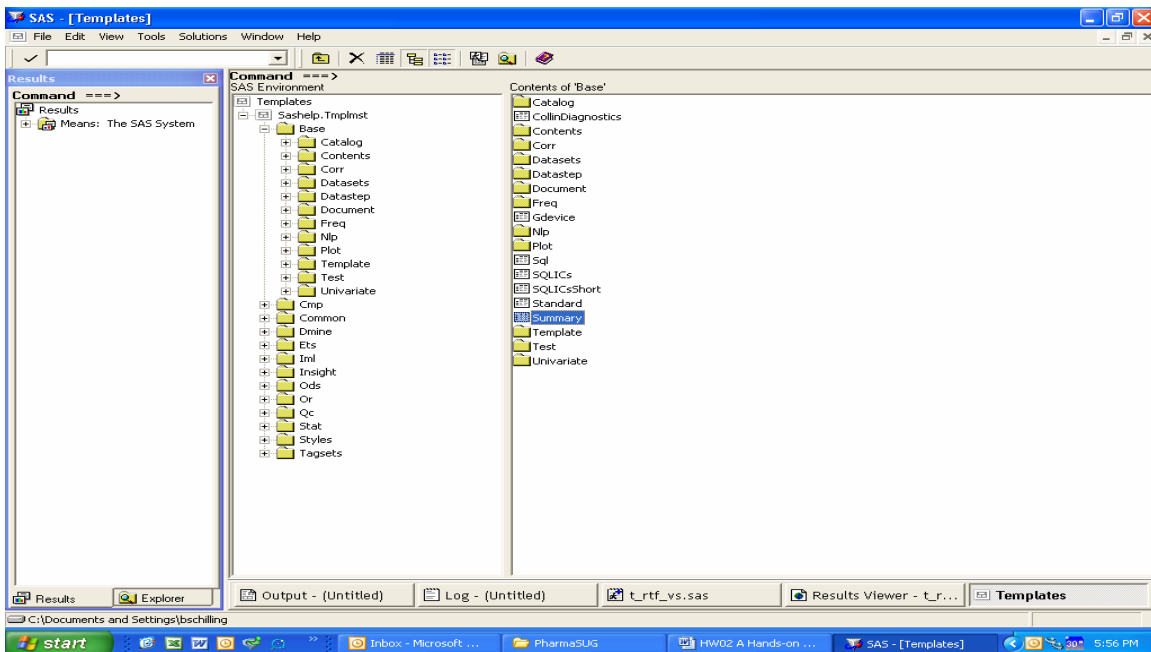 SAS - [Templates]
File Edit View Tools Solutions Window Help
Results
Command ===>
Results
Means: The SAS System
Command ===>
SAS Environment
Templates
Sashelp.Tmplmst
Base
Catalog
Contents
Corr
Datasets
Datastep
Document
Freq
Nlp
Plot
Template
Test
Univariate
Cmp
Common
Dmine
Ets
Iml
Insight
Ods
Or
Qc
Stat
Styles
Tagsets
Contents of 'Base'
Catalog
CollinDiagnostics
Contents
Corr
Datasets
Datastep
Document
Freq
Gdevice
Nlp
Plot
Sql
SQLICs
SQLICsShort
Standard
Summary
Template
Test
Univariate
Results Explorer
Output - (Untitled) Log - (Untitled) t_rtf_vs.sas Results Viewer - t_r... Templates
C:\Documents and Settings\bschilling
start Inbox - Microsoft ... PharmaSUG HW02 A Hands-on ... SAS - [Templates] 30° 5:56 PM